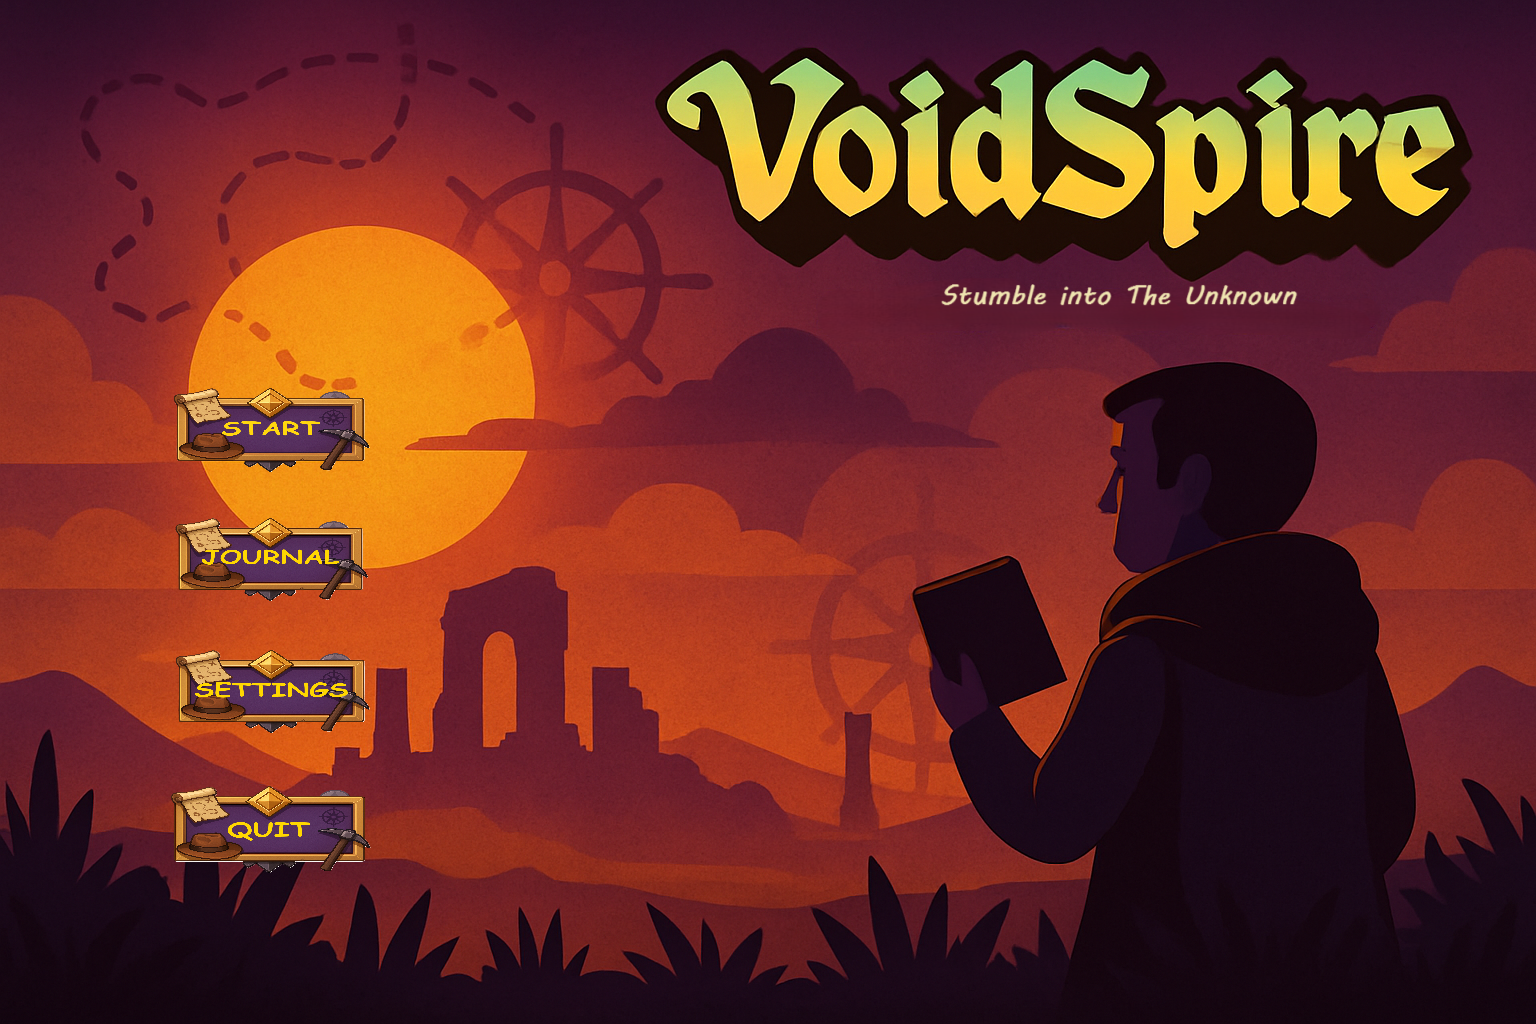 VoidSpire
Stumble into The Unknown
START
JOURNAL
SETTINGS
QUIT